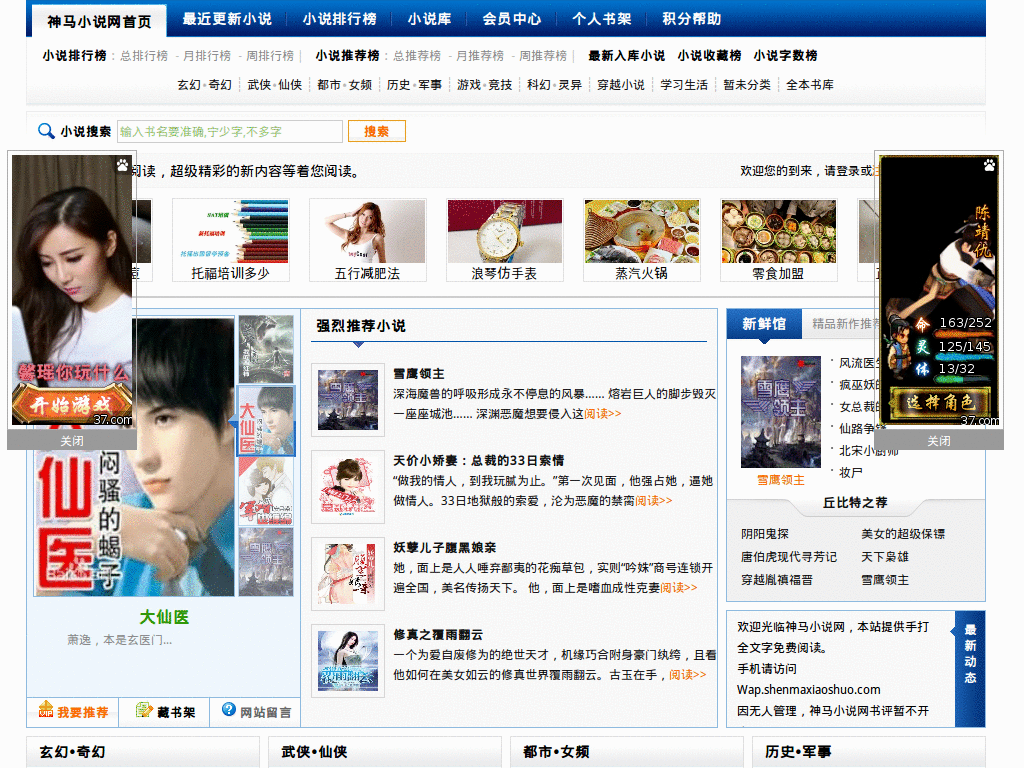 神马小说网首页 最近更新小说 小说排行榜 小说库 会员中心 个人书架 积分帮助
小说排行榜：总排行榜 - 月排行榜 - 周排行榜 | 小说推荐榜：总推荐榜 - 月推荐榜 - 周推荐榜 | 最新入库小说 小说收藏榜 小说字数榜
玄幻•奇幻 武侠•仙侠 都市•女频 历史•军事 游戏•竞技 科幻•灵异 穿越小说 学习生活 暂未分类 全本书库
小说搜索 输入书名要准确,宁少字,不多字 搜索
阅读，超级精彩的新内容等着您阅读。 欢迎您的到来，请登录或
托福培训多少 五行减肥法 浪琴仿手表 蒸汽火锅 零食加盟
馨瑶你玩什么
开始游戏
37.com
关闭
陈靖仇
命 163/252
灵 125/145
体 13/32
选择角色
37.com
关闭
大仙医
闷骚的蝎子
大仙医
萧逸，本是玄医门...
我要推荐 藏书架 网站留言
强烈推荐小说
雪鹰领主
深海魔兽的呼吸形成永不停息的风暴…… 熔岩巨人的脚步毁灭
一座座城池…… 深渊恶魔想要侵入这阅读>>
天价小娇妻：总裁的33日索情
“做我的情人，到我玩腻为止。”第一次见面，他强占她，逼她
做情人。33日地狱般的索爱，沦为恶魔的禁脔阅读>>
妖孽儿子腹黑娘亲
她，面上是人人唾弃鄙夷的花痴草包，实则“吟姝”商号连锁开
遍全国，美名传扬天下。 他，面上是嗜血成性克妻阅读>>
修真之覆雨翻云
一个为爱自废修为的绝世天才，机缘巧合附身豪门纨绔，且看
他如何在美女如云的修真世界覆雨翻云。古玉在手，阅读>>
新鲜馆 精品新作推荐
雪鹰领主
雪鹰领主
风流医生
疯巫妖的
女总裁的
仙路争锋
北宋小厨师
妆尸
丘比特之荐
阴阳鬼探 美女的超级保镖
唐伯虎现代寻芳记 天下枭雄
穿越胤禛福晋 雪鹰领主
欢迎光临神马小说网，本站提供手打
全文字免费阅读。
手机请访问
Wap.shenmaxiaoshuo.com
因无人管理，神马小说网书评暂不开
最新动态
玄幻•奇幻 武侠•仙侠 都市•女频 历史•军事